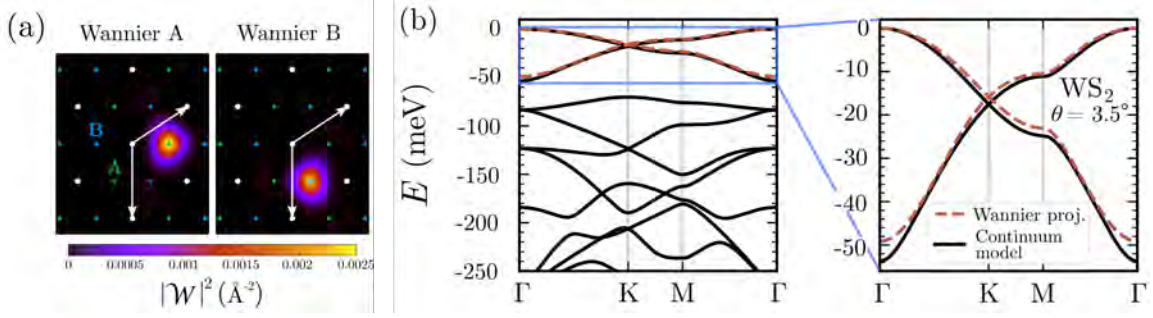 (a)
Wannier A
Wannier B
B
A
0
0.0005
0.001
0.0015
0.002
0.0025
|𝒲|² (Å⁻²)
(b)
E (meV)
0
-50
-100
-150
-200
-250
Γ
K
M
Γ
0
-10
-20
-30
-40
-50
WS₂
θ = 3.5°
Wannier proj.
Continuum
model
Γ
K
M
Γ